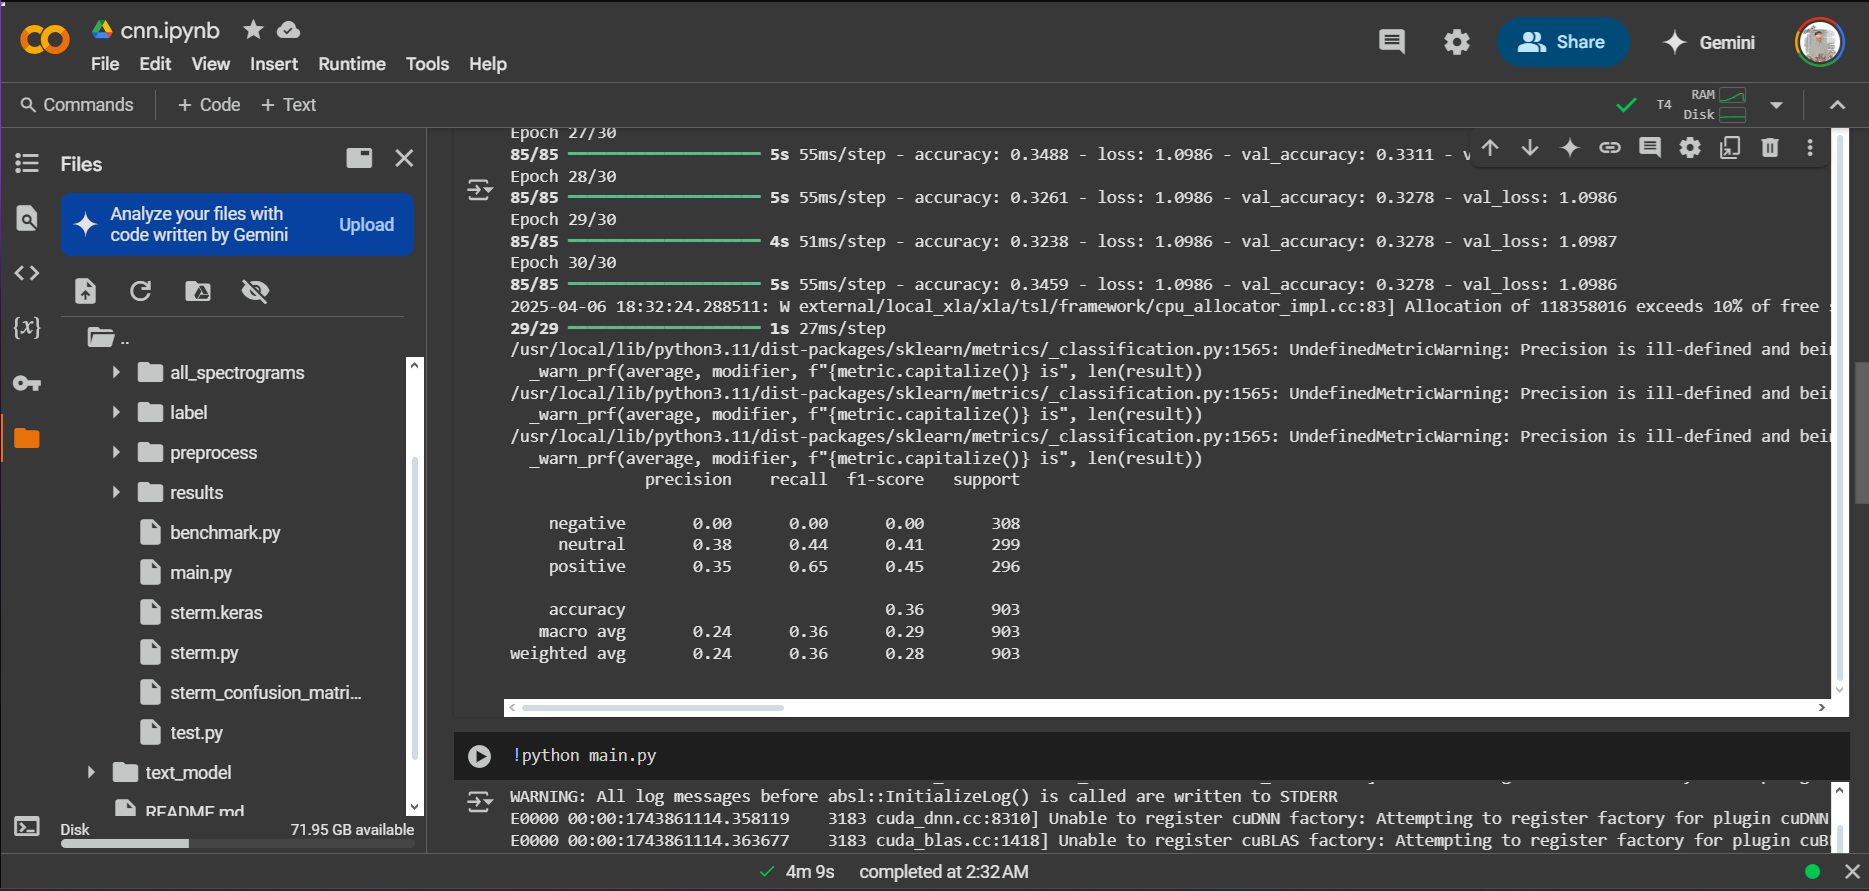 cnn.ipynb
File Edit View Insert Runtime Tools Help
Share
Gemini
Commands
+ Code + Text
T4
RAM
Disk
Files
Analyze your files with
code written by Gemini
Upload
{x}
..
all_spectrograms
label
preprocess
results
benchmark.py
main.py
sterm.keras
sterm.py
sterm_confusion_matri...
test.py
text_model
README.md
Disk 71.95 GB available
Epoch 27/30
85/85 5s 55ms/step - accuracy: 0.3488 - loss: 1.0986 - val_accuracy: 0.3311 -
Epoch 28/30
85/85 5s 55ms/step - accuracy: 0.3261 - loss: 1.0986 - val_accuracy: 0.3278 - val_loss: 1.0986
Epoch 29/30
85/85 4s 51ms/step - accuracy: 0.3238 - loss: 1.0986 - val_accuracy: 0.3278 - val_loss: 1.0987
Epoch 30/30
85/85 5s 55ms/step - accuracy: 0.3459 - loss: 1.0986 - val_accuracy: 0.3278 - val_loss: 1.0986
2025-04-06 18:32:24.288511: W external/local_xla/xla/tsl/framework/cpu_allocator_impl.cc:83] Allocation of 118358016 exceeds 10% of free
29/29 1s 27ms/step
/usr/local/lib/python3.11/dist-packages/sklearn/metrics/_classification.py:1565: UndefinedMetricWarning: Precision is ill-defined and bei
_warn_prf(average, modifier, f"{metric.capitalize()} is", len(result))
/usr/local/lib/python3.11/dist-packages/sklearn/metrics/_classification.py:1565: UndefinedMetricWarning: Precision is ill-defined and bei
_warn_prf(average, modifier, f"{metric.capitalize()} is", len(result))
/usr/local/lib/python3.11/dist-packages/sklearn/metrics/_classification.py:1565: UndefinedMetricWarning: Precision is ill-defined and bei
_warn_prf(average, modifier, f"{metric.capitalize()} is", len(result))
precision recall f1-score support
negative 0.00 0.00 0.00 308
neutral 0.38 0.44 0.41 299
positive 0.35 0.65 0.45 296
accuracy 0.36 903
macro avg 0.24 0.36 0.29 903
weighted avg 0.24 0.36 0.28 903
!python main.py
WARNING: All log messages before absl::InitializeLog() is called are written to STDERR
E0000 00:00:1743861114.358119 3183 cuda_dnn.cc:8310] Unable to register cuDNN factory: Attempting to register factory for plugin cuDNN
E0000 00:00:1743861114.363677 3183 cuda_blas.cc:1418] Unable to register cuBLAS factory: Attempting to register factory for plugin cuB
4m 9s completed at 2:32 AM